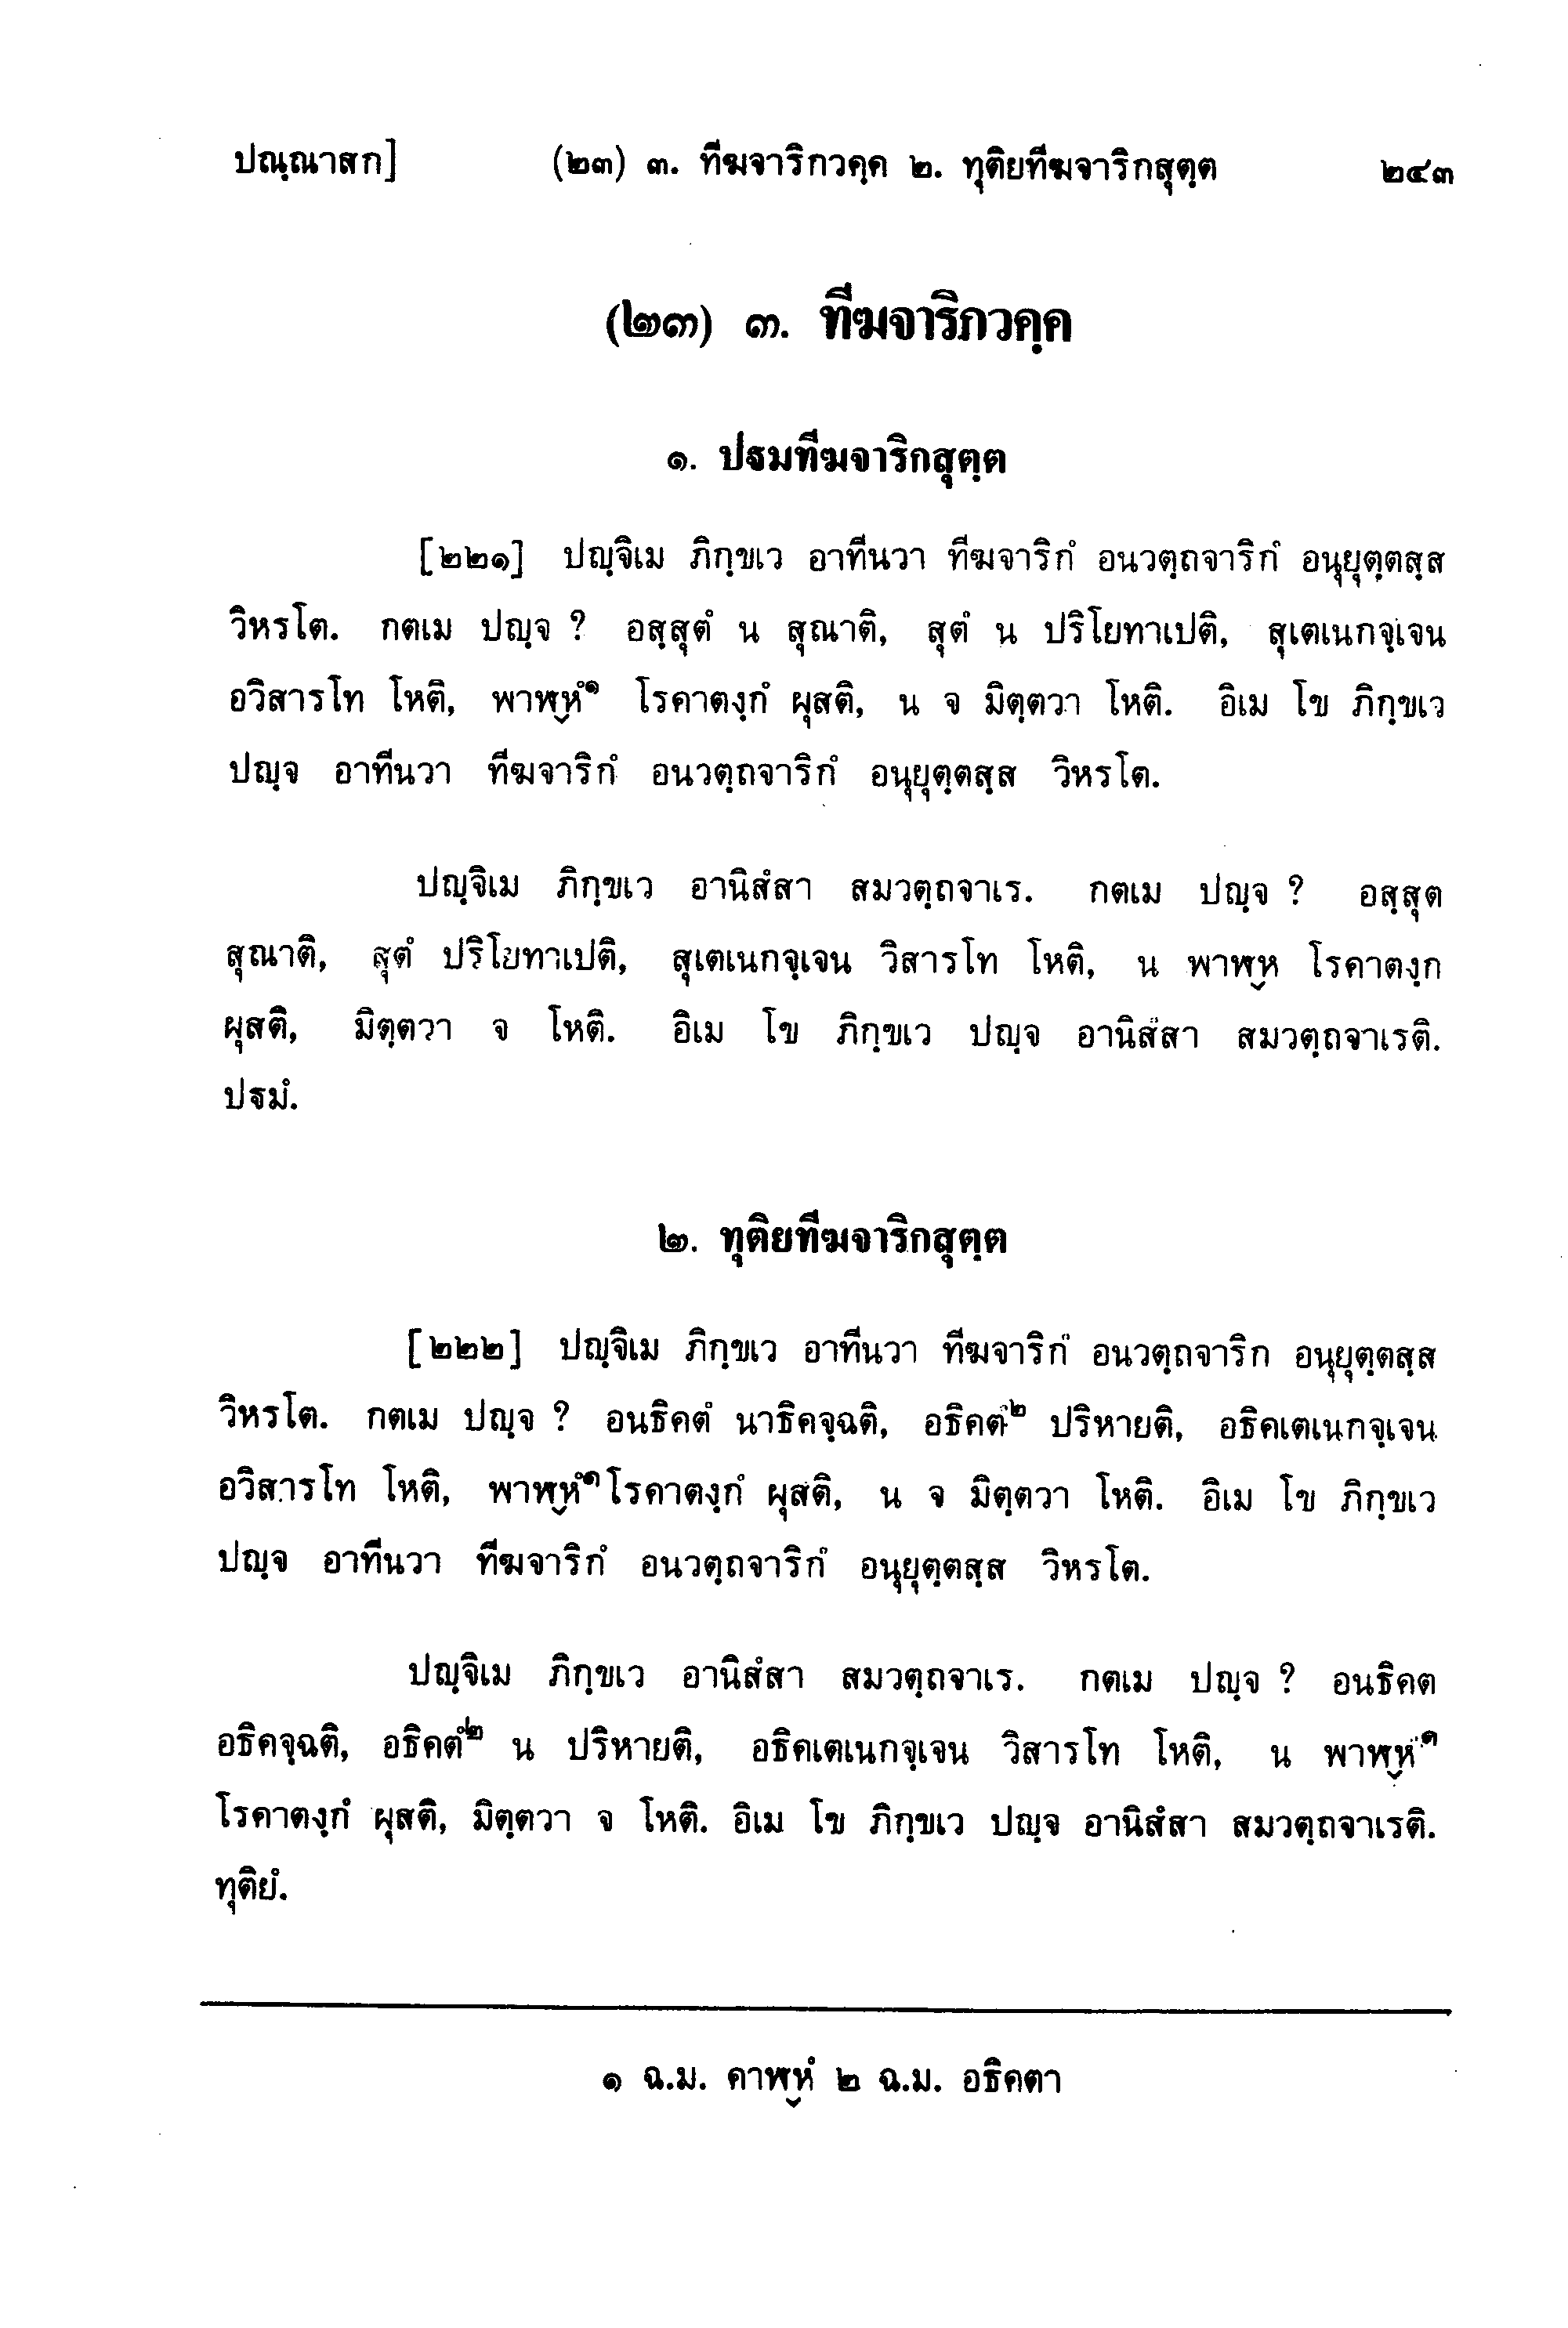 ปณฺณาสก] (๒๓) ๓. ทีฆจาริกวคฺค ๒. ทุติยทีฆจาริกสุตฺต ๒๔๓
(๒๓) ๓. ทีฆจาริกวคฺค
๑. ปฐมทีฆจาริกสุตฺต
[๒๒๑] ปญฺจิเม ภิกฺขเว อาทีนวา ทีฆจาริกํ อนวตฺถจาริกํ อนุยุตฺตสฺส
วิหรโต. กตเม ปญฺจ ? อสฺสุตํ น สุณาติ, สุตํ น ปริโยทาเปติ, สุเตเนกจฺเจน
อวิสารโท โหติ, พาฬฺหํ๑ โรคาตงฺกํ ผุสติ, น จ มิตฺตวา โหติ. อิเม โข ภิกฺขเว
ปญฺจ อาทีนวา ทีฆจาริกํ อนวตฺถจาริกํ อนุยุตฺตสฺส วิหรโต.
ปญฺจิเม ภิกฺขเว อานิสํสา สมวตฺถจาเร. กตเม ปญฺจ ? อสฺสุต
สุณาติ, สุตํ ปริโยทาเปติ, สุเตเนกจฺเจน วิสารโท โหติ, น พาฬฺห โรคาตงฺก
ผุสติ, มิตฺตวา จ โหติ. อิเม โข ภิกฺขเว ปญฺจ อานิสํสา สมวตฺถจาเรติ.
ปฐมํ.
๒. ทุติยทีฆจาริกสุตฺต
[๒๒๒] ปญฺจิเม ภิกฺขเว อาทีนวา ทีฆจาริกํ อนวตฺถจาริก อนุยุตฺตสฺส
วิหรโต. กตเม ปญฺจ ? อนธิคตํ นาธิคจฺฉติ, อธิคตํ๒ ปริหายติ, อธิคเตเนกจฺเจน
อวิสารโท โหติ, พาฬฺหํ๑ โรคาตงฺกํ ผุสติ, น จ มิตฺตวา โหติ. อิเม โข ภิกฺขเว
ปญฺจ อาทีนวา ทีฆจาริกํ อนวตฺถจาริกํ อนุยุตฺตสฺส วิหรโต.
ปญฺจิเม ภิกฺขเว อานิสํสา สมวตฺถจาเร. กตเม ปญฺจ ? อนธิคต
อธิคจฺฉติ, อธิคตํ๒ น ปริหายติ, อธิคเตเนกจฺเจน วิสารโท โหติ, น พาฬฺหํ๑
โรคาตงฺกํ ผุสติ, มิตฺตวา จ โหติ. อิเม โข ภิกฺขเว ปญฺจ อานิสํสา สมวตฺถจาเรติ.
ทุติยํ.
๑ ฉ.ม. คาฬฺหํ ๒ ฉ.ม. อธิคตา